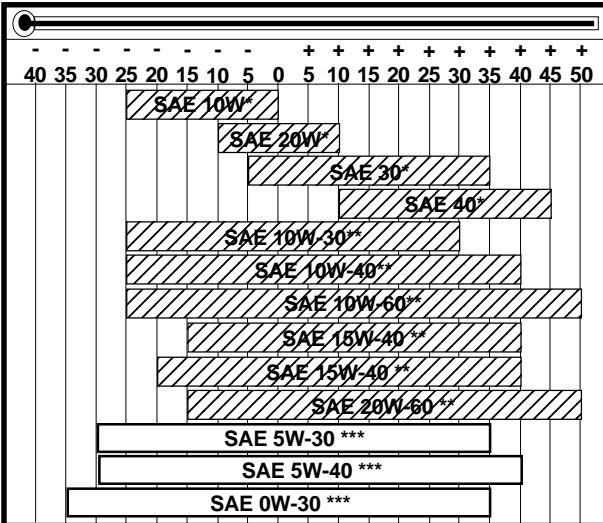 - - - - - - - - + + + + + + + + + +
40 35 30 25 20 15 10 5 0 5 10 15 20 25 30 35 40 45 50
SAE 10W*
SAE 20W*
SAE 30*
SAE 40*
SAE 10W-30**
SAE 10W-40**
SAE 10W-60**
SAE 15W-40 **
SAE 15W-40 **
SAE 20W-60 **
SAE 5W-30 ***
SAE 5W-40 ***
SAE 0W-30 ***